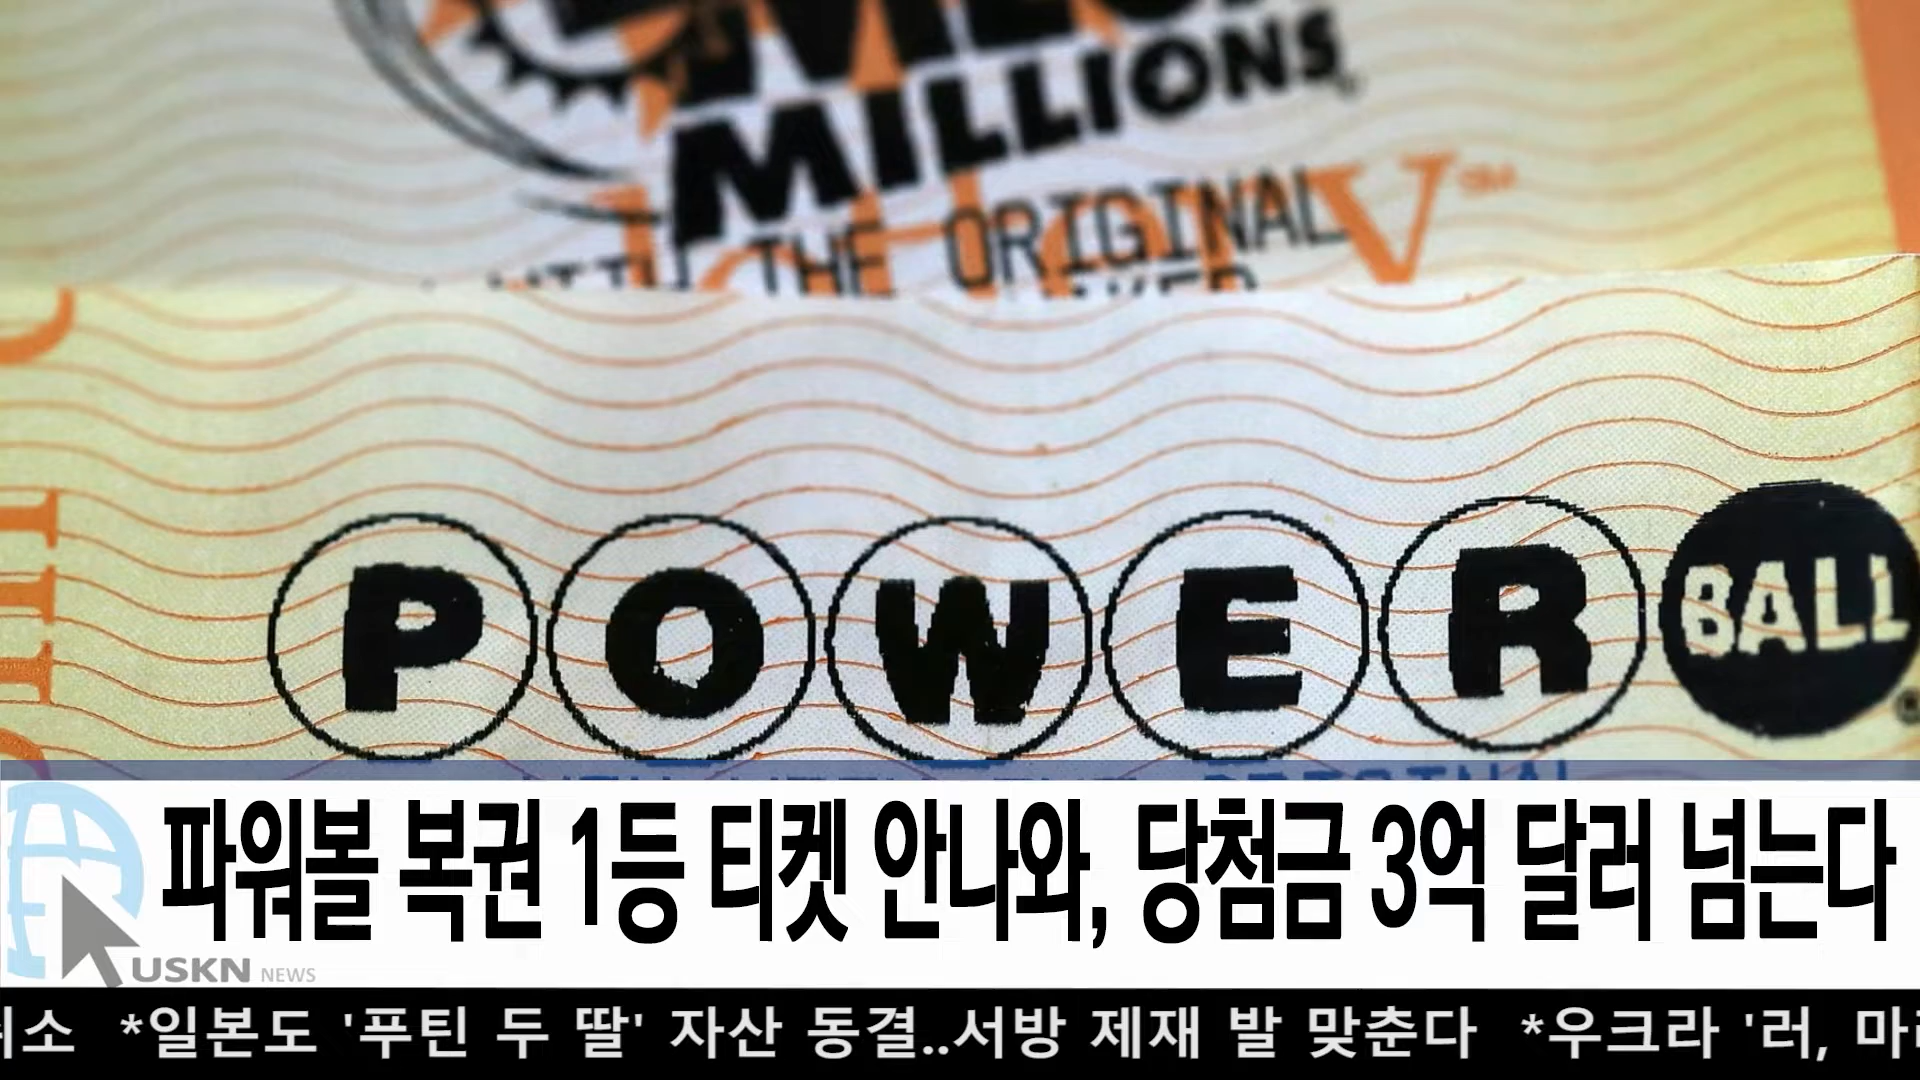 MILLIONS
THE ORIGINAL
POWER BALL
파워볼 복권 1등 티켓 안나와, 당첨금 3억 달러 넘는다
USKN NEWS
소 *일본도 '푸틴 두 딸' 자산 동결..서방 제재 발 맞춘다 *우크라 '러,